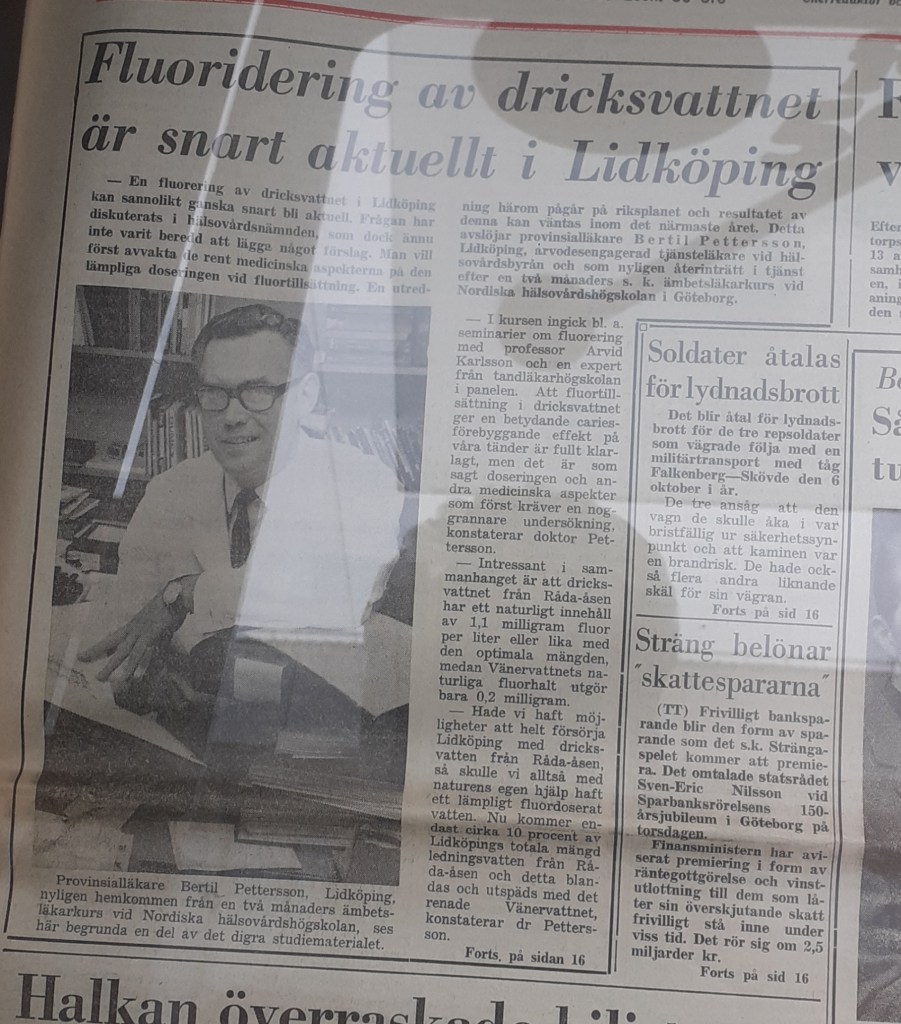 Fluoridering av dricksvattnet
är snart aktuellt i Lidköping
— En fluorering av dricksvattnet i Lidköping
kan sannolikt ganska snart bli aktuell. Frågan har
diskuterats i hälsovårdsnämnden, som dock ännu
inte varit beredd att lägga något förslag. Man vill
först avvakta de rent medicinska aspekterna på den
lämpliga doseringen vid fluortillsättning. En utred-
ning härom pågår på riksplanet och resultatet av
denna kan väntas inom det närmaste året. Detta
avslöjar provinsialläkare Bertil Pettersson,
Lidköping, arvodesengagerad tjänsteläkare vid häl-
sovårdsbyrån och som nyligen återinträtt i tjänst
efter en två månaders s. k. ämbetsläkarkurs vid
Nordiska hälsovårdshögskolan i Göteborg.
— I kursen ingick bl. a.
seminarier om fluorering
med professor Arvid
Karlsson och en expert
från tandläkarhögskolan
i panelen. Att fluortill-
sättning i dricksvattnet
ger en betydande caries-
förebyggande effekt på
våra tänder är fullt klar-
lagt, men det är som
sagt doseringen och an-
dra medicinska aspekter
som först kräver en nog-
grannare undersökning,
konstaterar doktor Pet-
tersson.
— Intressant i sam-
manhanget är att dricks-
vattnet från Råda-åsen
har ett naturligt innehåll
av 1,1 milligram fluor
per liter eller lika med
den optimala mängden,
medan Vänervattnets na-
turliga fluorhalt utgör
bara 0,2 milligram.
— Hade vi haft möj-
ligheter att helt försörja
Lidköping med dricks-
vatten från Råda-åsen,
så skulle vi alltså med
naturens egen hjälp haft
ett lämpligt fluordoserat
vatten. Nu kommer en-
dast cirka 10 procent av
Lidköpings totala mängd
ledningsvatten från Rå-
da-åsen och detta blan-
das och utspäds med det
renade Vänervattnet,
konstaterar dr Petters-
son.
Forts. på sidan 16
Provinsialläkare Bertil Pettersson, Lidköping,
nyligen hemkommen från en två månaders ämbets-
läkarkurs vid Nordiska hälsovårdshögskolan, ses
här begrunda en del av det digra studiematerialet.
Soldater åtalas
för lydnadsbrott
Det blir åtal för lydnads-
brott för de tre repsoldater
som vägrade följa med en
militärtransport med tåg
Falkenberg—Skövde den 6
oktober i år.
De tre ansåg att den
vagn de skulle åka i var
bristfällig ur säkerhetssyn-
punkt och att kaminen var
en brandrisk. De hade ock-
så flera andra liknande
skäl för sin vägran.
Forts på sid 16
Sträng belönar
"skattespararna"
(TT) Frivilligt bankspa-
rande blir den form av spa-
rande som det s.k. Stränga-
spelet kommer att premie-
ra. Det omtalade statsrådet
Sven-Eric Nilsson vid
Sparbanksrörelsens 150-
årsjubileum i Göteborg på
torsdagen.
Finansministern har avi-
serat premiering i form av
räntegottgörelse och vinst-
utlottning till dem som lå-
ter sin överskjutande skatt
frivilligt stå inne under
viss tid. Det rör sig om 2,5
miljarder kr.
Forts på sid 16
Efter
torps
13 a
samh
en, i
aning
den
Halkan överraskade